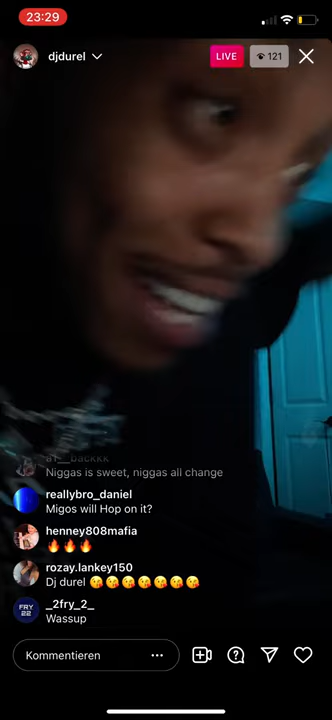 23:29
djdurel
LIVE
121
a1__backkk
Niggas is sweet, niggas all change
reallybro_daniel
Migos will Hop on it?
henney808mafia
🔥🔥🔥
rozay.lankey150
Dj durel 😘😘😘😘😘😘😘
FRY
22
_2fry_2_
Wassup
Kommentieren